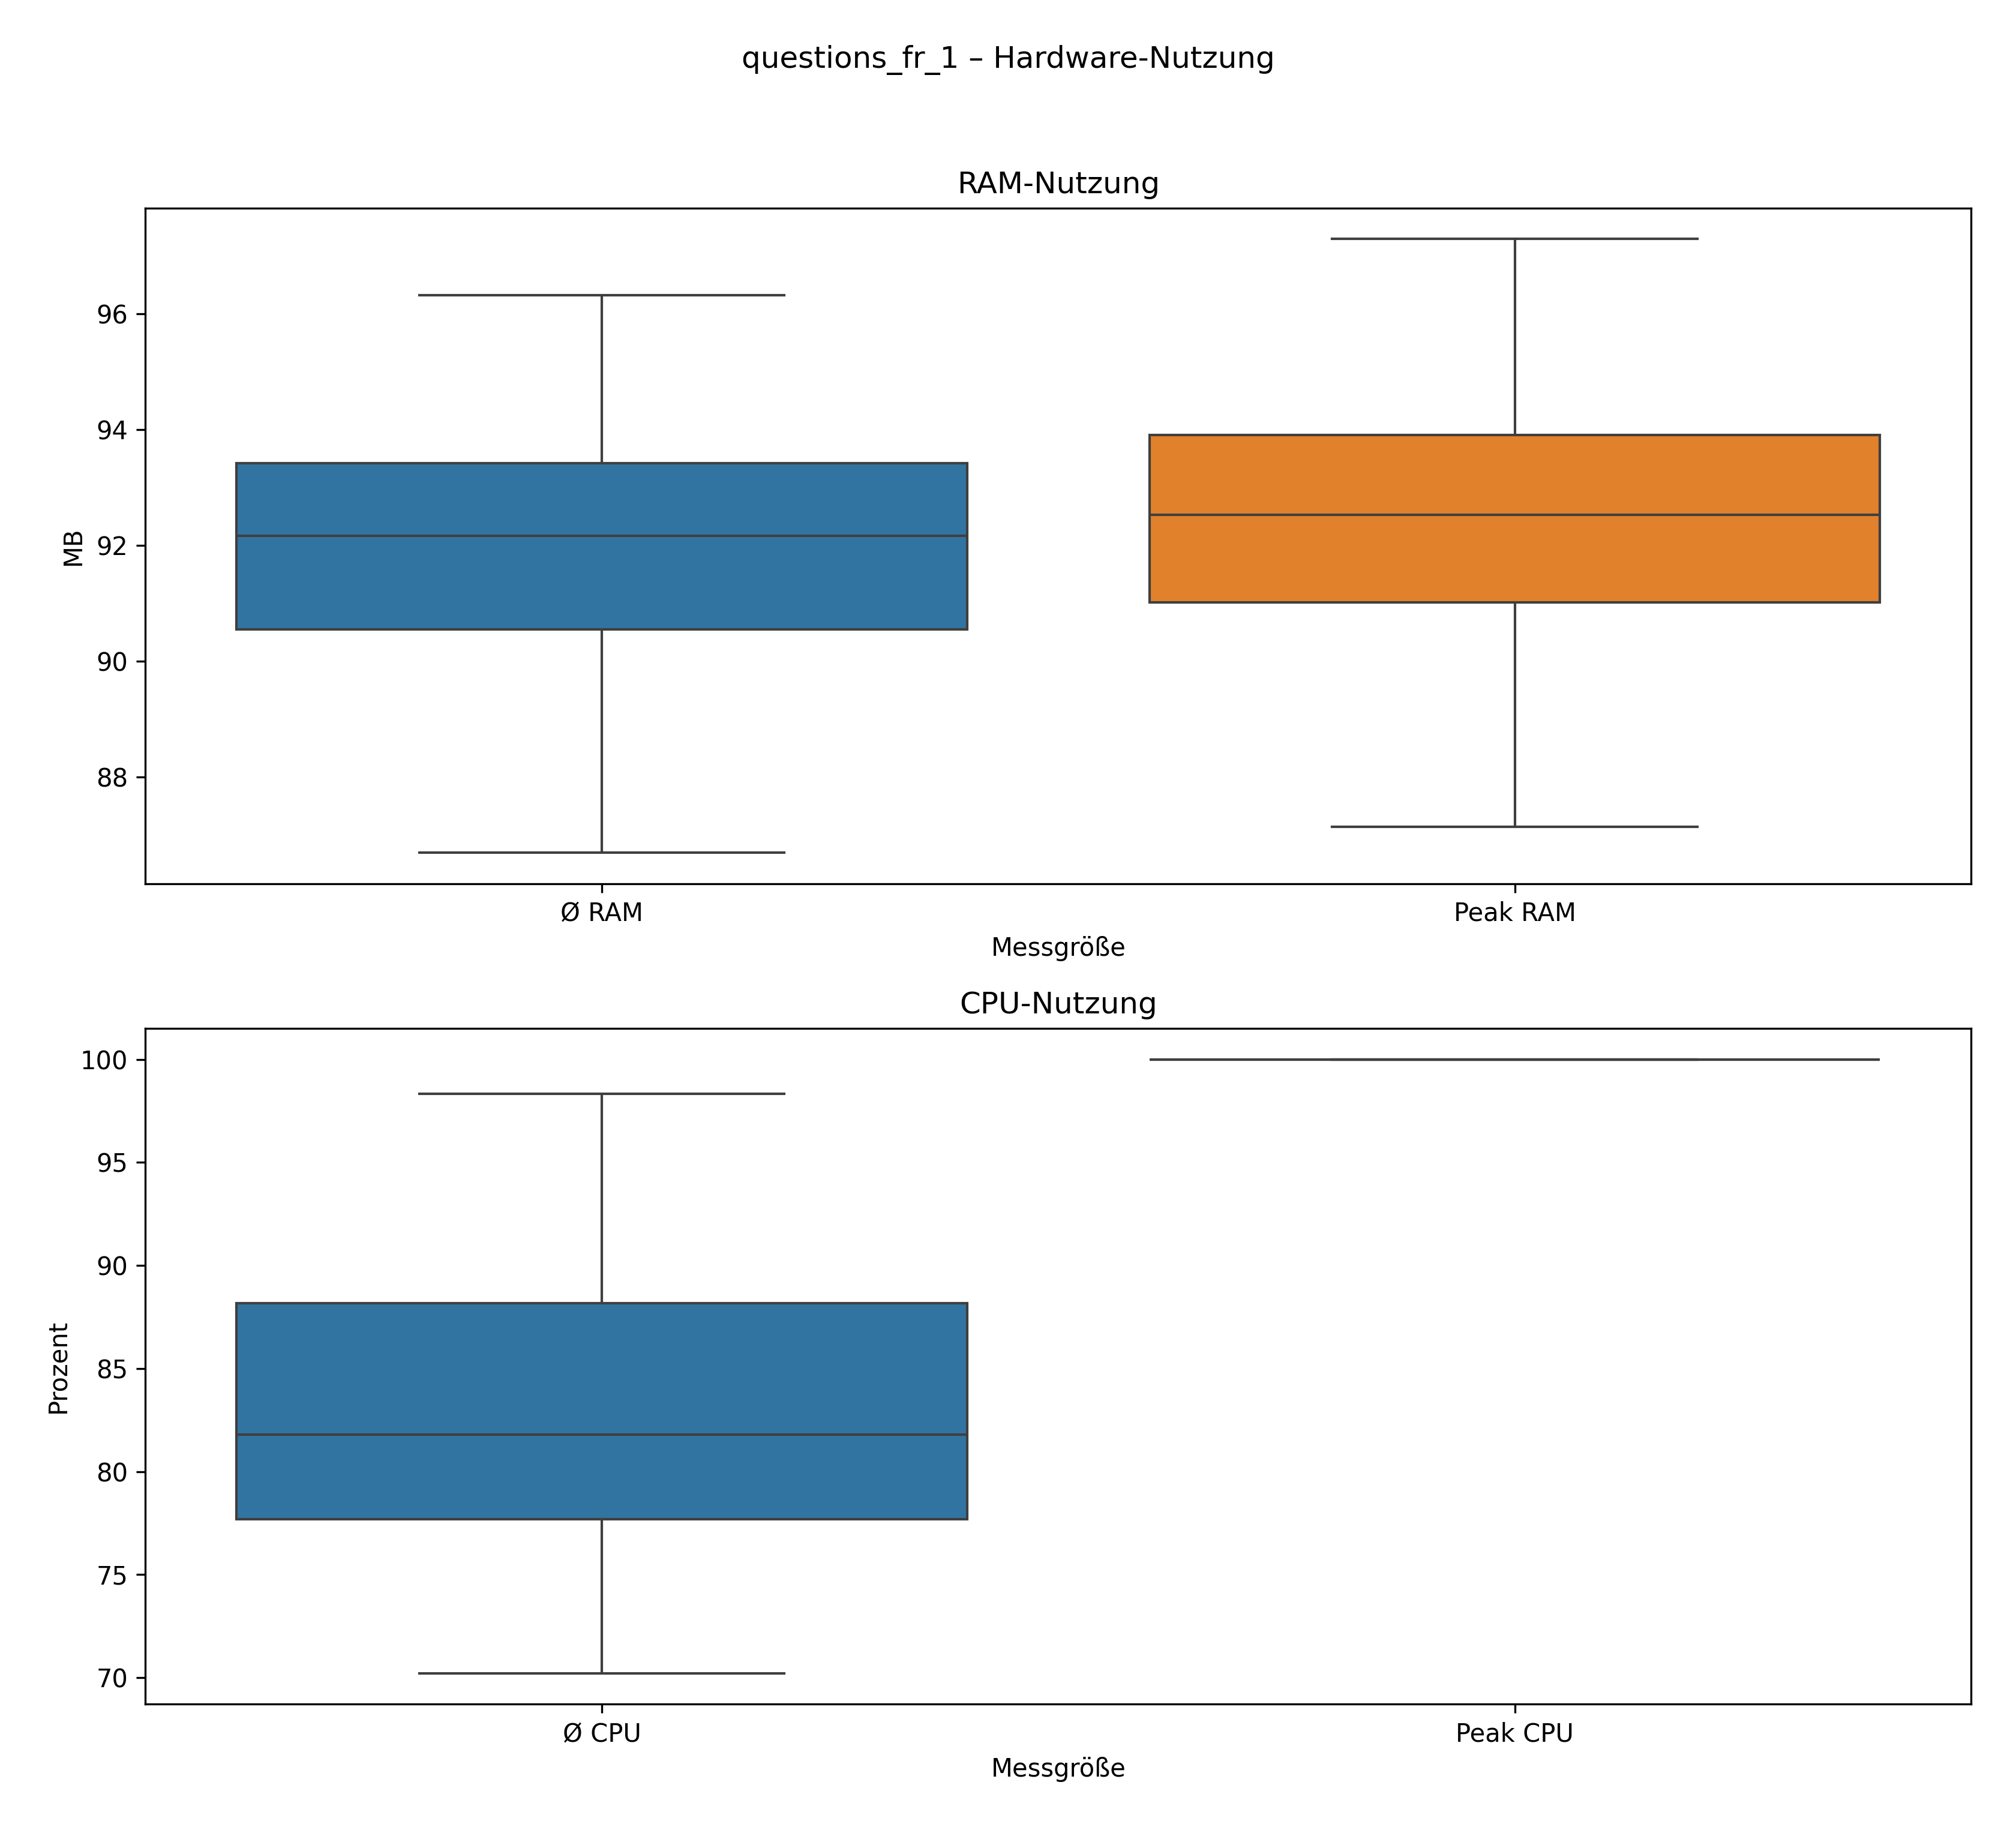 questions_fr_1 – Hardware-Nutzung
RAM-Nutzung
MB
96
94
92
90
88
Ø RAM
Peak RAM
Messgröße
CPU-Nutzung
Prozent
100
95
90
85
80
75
70
Ø CPU
Peak CPU
Messgröße